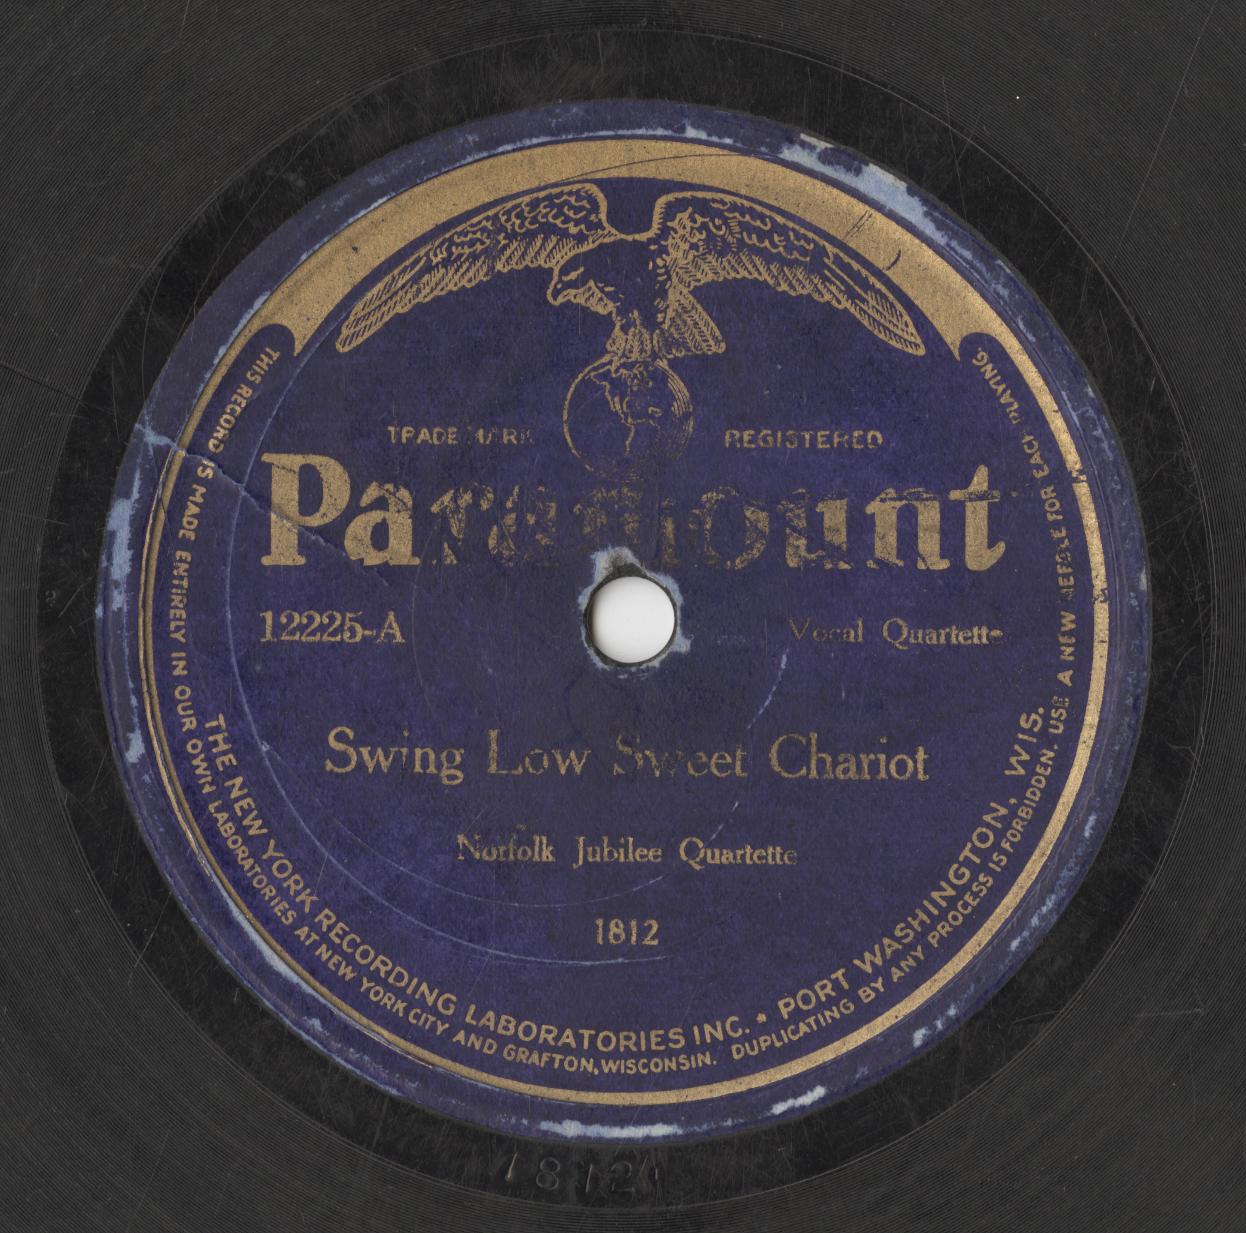 TRADE MARK REGISTERED
Paramount
12225-A Vocal Quartette
Swing Low Sweet Chariot
Norfolk Jubilee Quartette
1812
THE NEW YORK RECORDING LABORATORIES INC. • PORT WASHINGTON, WIS.
THIS RECORD IS MADE ENTIRELY IN OUR OWN LABORATORIES AT NEW YORK CITY AND GRAFTON, WISCONSIN. DUPLICATING BY ANY PROCESS IS FORBIDDEN. USE A NEW NEEDLE FOR EACH PLAYING.
1812